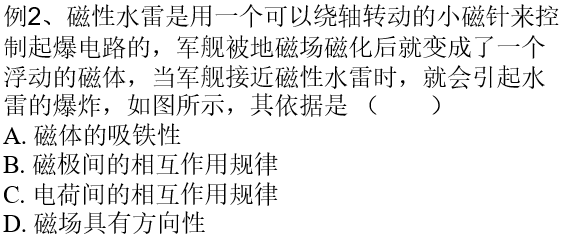 例2、磁性水雷是用一个可以绕轴转动的小磁针来控
制起爆电路的，军舰被地磁场磁化后就变成了一个
浮动的磁体，当军舰接近磁性水雷时，就会引起水
雷的爆炸，如图所示，其依据是（　　）
A. 磁体的吸铁性
B. 磁极间的相互作用规律
C. 电荷间的相互作用规律
D. 磁场具有方向性